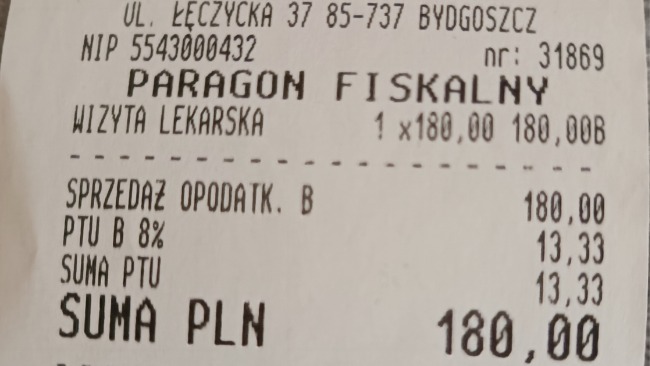 UL. ŁĘCZYCKA 37 85-737 BYDGOSZCZ
NIP 5543000432 nr: 31869
PARAGON FISKALNY
WIZYTA LEKARSKA 1 x180,00 180,00B
- - - - - - - - - - - - - - - - - - - - -
SPRZEDAŻ OPODATK. B 180,00
PTU B 8% 13,33
SUMA PTU 13,33
SUMA PLN 180,00